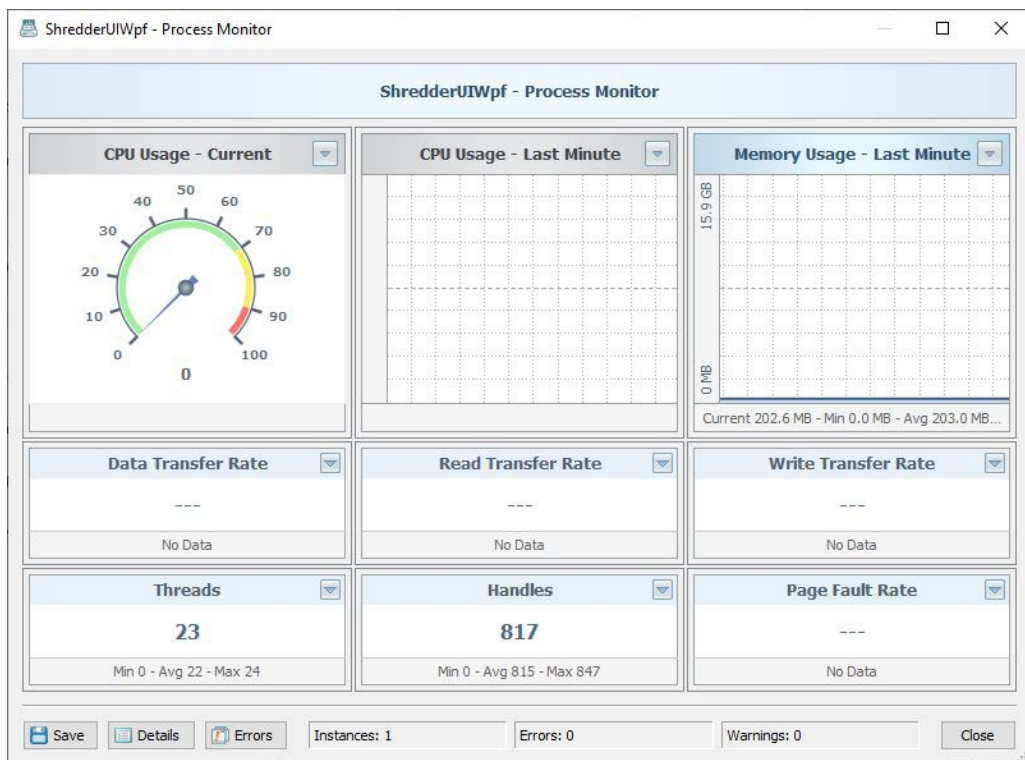 ShredderUIWpf - Process Monitor
ShredderUIWpf - Process Monitor
CPU Usage - Current
0
10
20
30
40
50
60
70
80
90
100
0
CPU Usage - Last Minute
Memory Usage - Last Minute
15.9 GB
0 MB
Current 202.6 MB - Min 0.0 MB - Avg 203.0 MB...
Data Transfer Rate
---
No Data
Read Transfer Rate
---
No Data
Write Transfer Rate
---
No Data
Threads
23
Min 0 - Avg 22 - Max 24
Handles
817
Min 0 - Avg 815 - Max 847
Page Fault Rate
---
No Data
Save
Details
Errors
Instances: 1
Errors: 0
Warnings: 0
Close